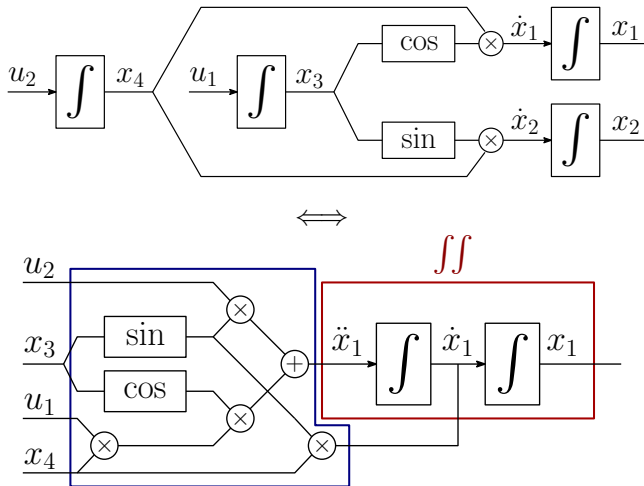 cos ẋ₁ ∫ x₁
u₂ ∫ x₄ u₁ ∫ x₃
sin ẋ₂ ∫ x₂
⟺
∫∫
u₂
x₃ sin ẍ₁ ∫ ẋ₁ ∫ x₁
cos
u₁
x₄